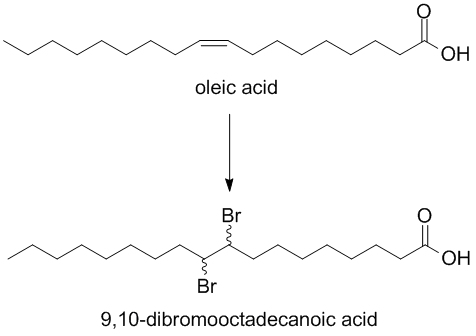 O
OH
oleic acid
Br
O
OH
Br
9,10-dibromooctadecanoic acid